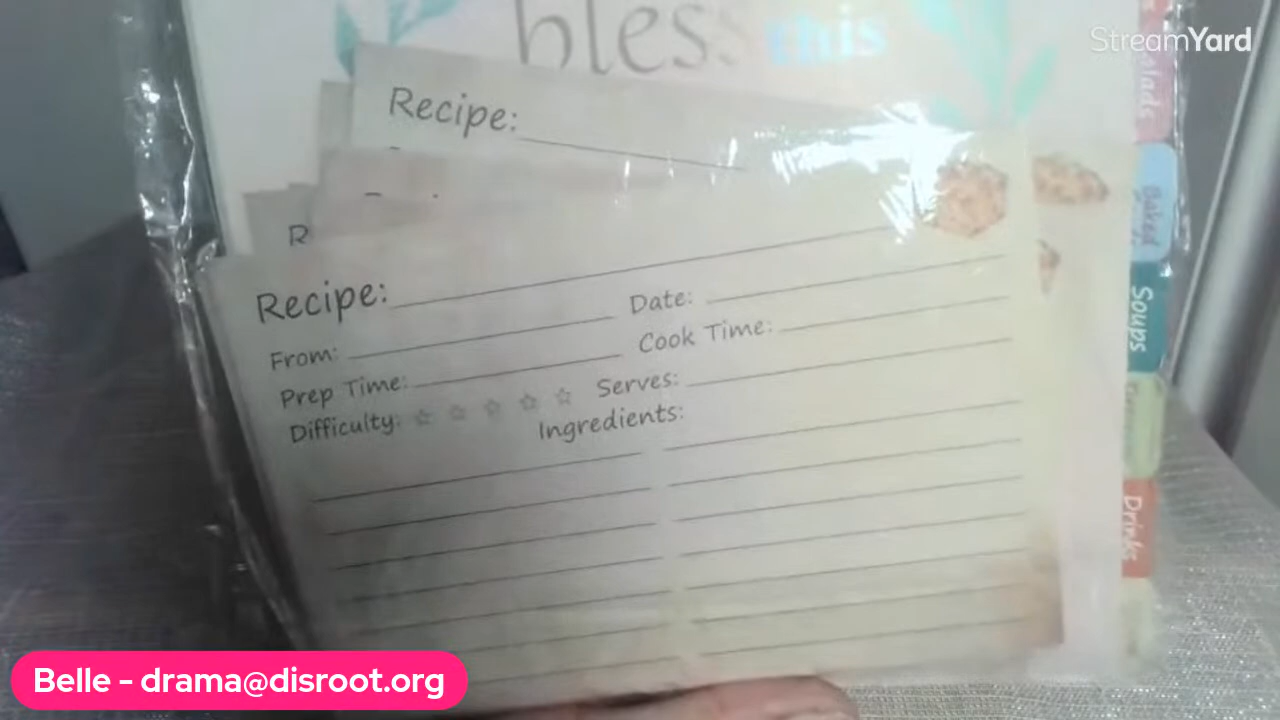 bless this
StreamYard
Recipe:
R
Recipe:
From:
Date:
Prep Time:
Cook Time:
Difficulty: ☆ ☆ ☆ ☆ ☆
Serves:
Ingredients:
Baked
Soups
Drinks
Belle - drama@disroot.org